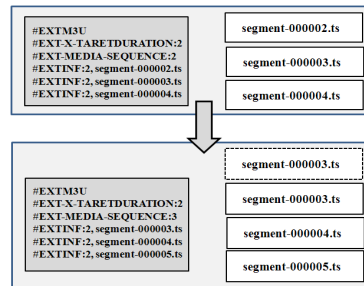 #EXTM3U
#EXT-X-TARETDURATION:2
#EXT-MEDIA-SEQUENCE:2
#EXTINF:2, segment-000002.ts
#EXTINF:2, segment-000003.ts
#EXTINF:2, segment-000004.ts
segment-000002.ts
segment-000003.ts
segment-000004.ts
#EXTM3U
#EXT-X-TARETDURATION:2
#EXT-MEDIA-SEQUENCE:3
#EXTINF:2, segment-000003.ts
#EXTINF:2, segment-000004.ts
#EXTINF:2, segment-000005.ts
segment-000003.ts
segment-000003.ts
segment-000004.ts
segment-000005.ts